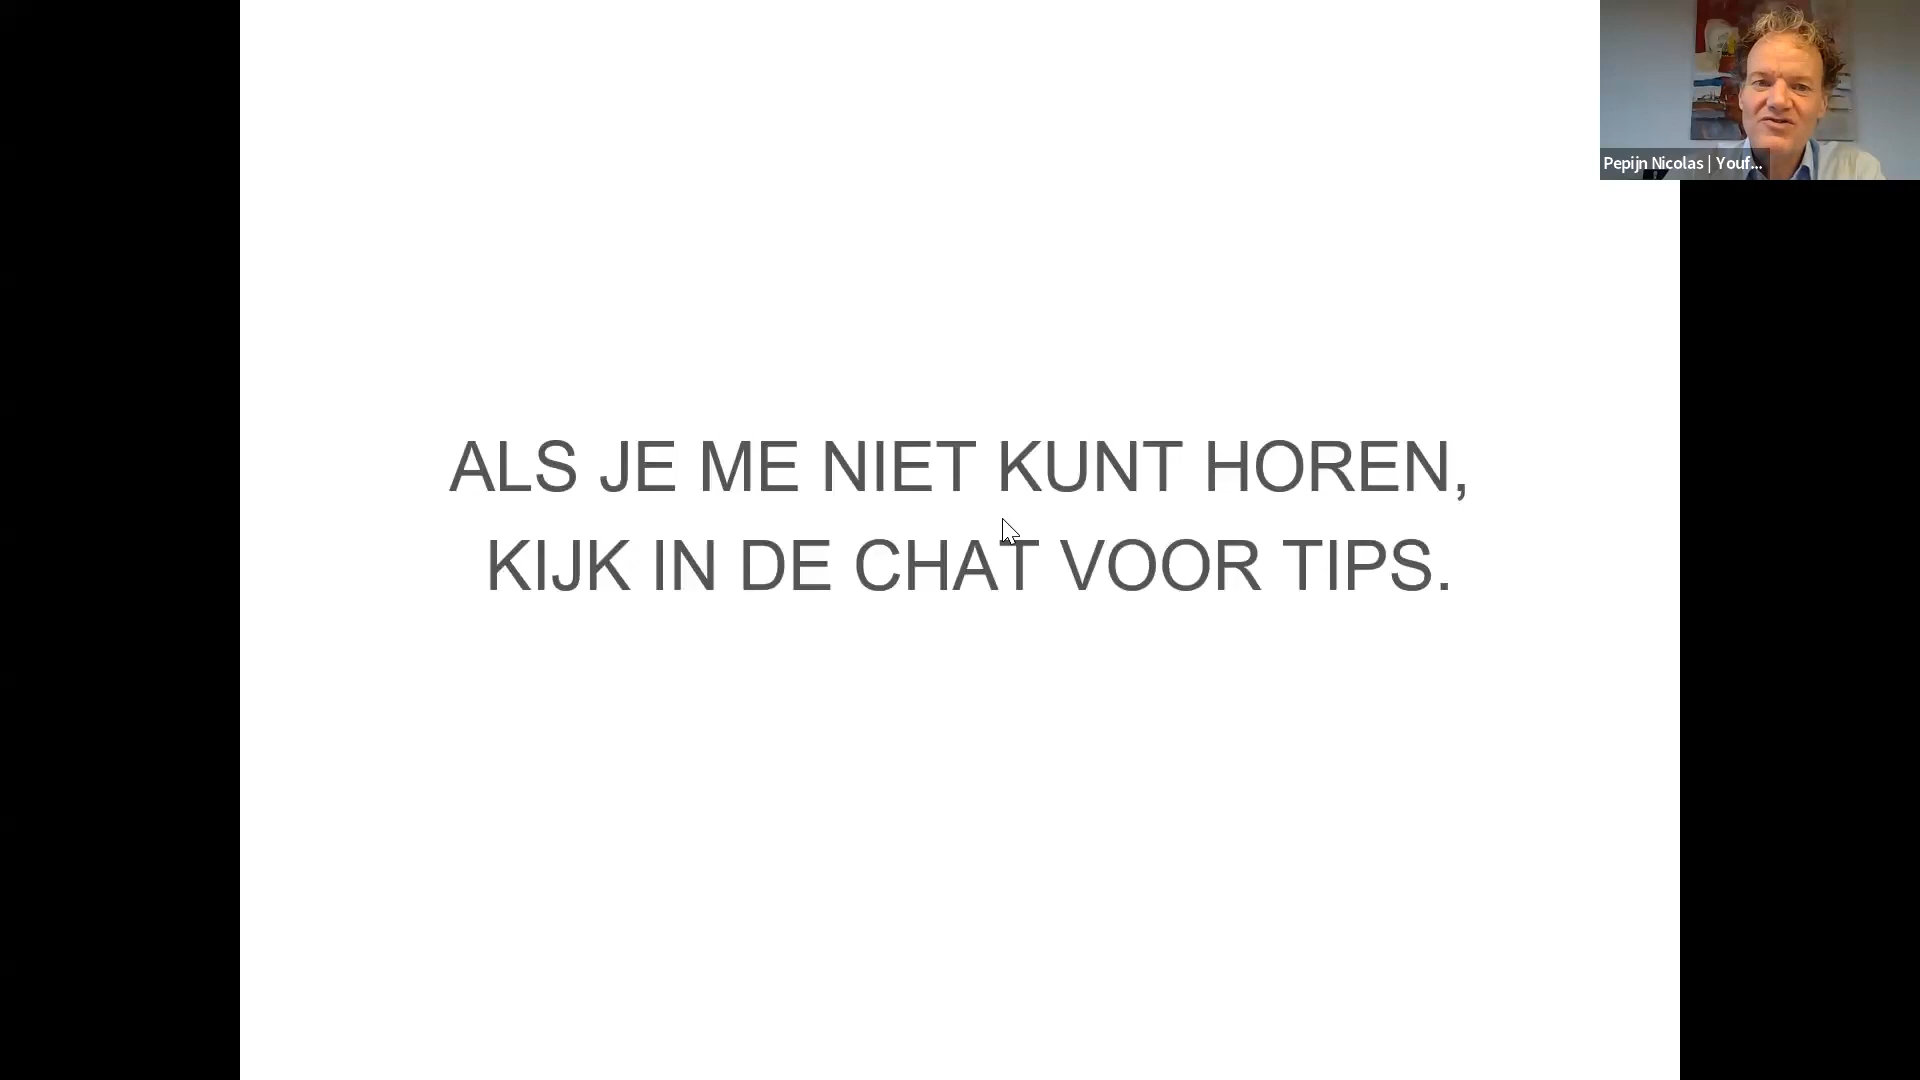 Pepijn Nicolas | Youf...
ALS JE ME NIET KUNT HOREN,
KIJK IN DE CHAT VOOR TIPS.